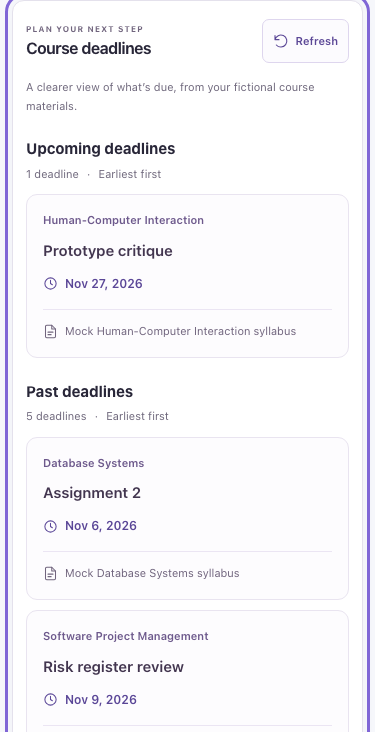 PLAN YOUR NEXT STEP
Course deadlines
Refresh
A clearer view of what's due, from your fictional course
materials.
Upcoming deadlines
1 deadline · Earliest first
Human-Computer Interaction
Prototype critique
Nov 27, 2026
Mock Human-Computer Interaction syllabus
Past deadlines
5 deadlines · Earliest first
Database Systems
Assignment 2
Nov 6, 2026
Mock Database Systems syllabus
Software Project Management
Risk register review
Nov 9, 2026